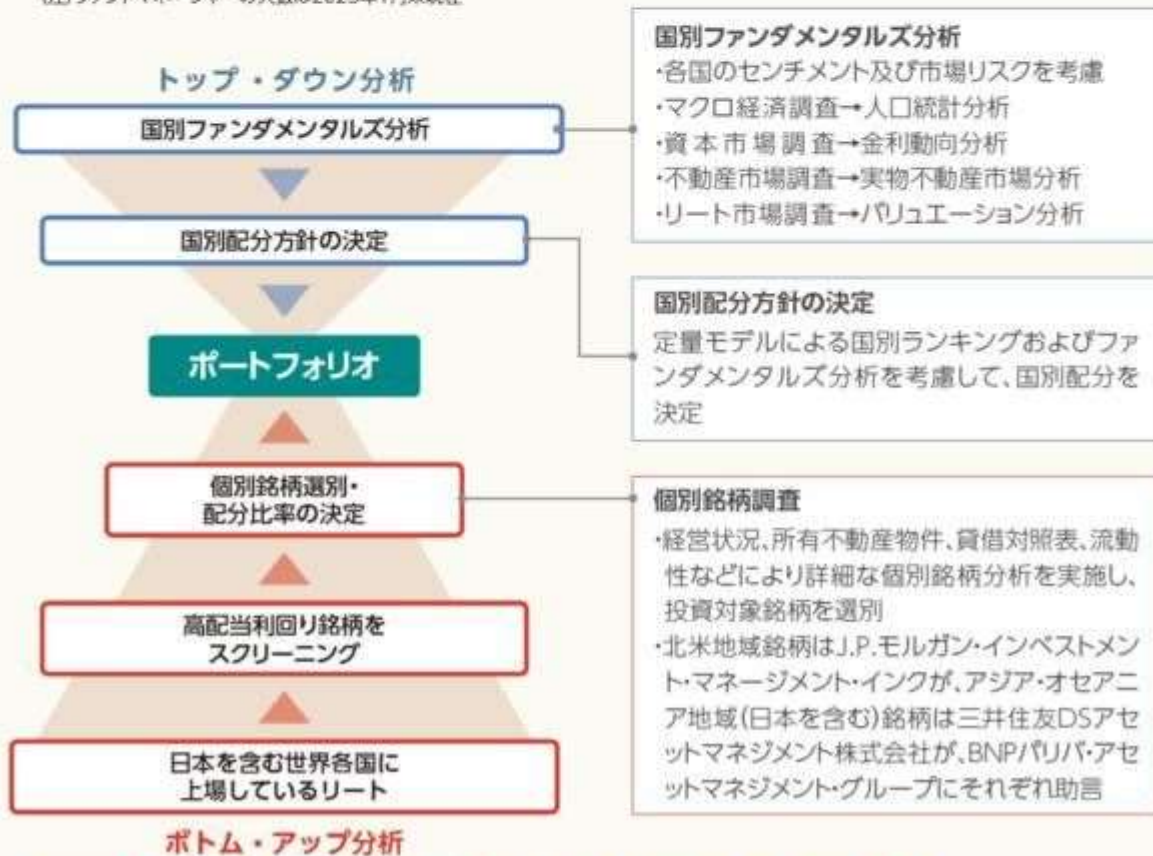 トップ・ダウン分析
国別ファンダメンタルズ分析
国別配分方針の決定
ポートフォリオ
個別銘柄選別・
配分比率の決定
高配当利回り銘柄を
スクリーニング
日本を含む世界各国に
上場しているリート
ボトム・アップ分析
国別ファンダメンタルズ分析
・各国のセンチメント及び市場リスクを考慮
・マクロ経済調査→人口統計分析
・資本市場調査→金利動向分析
・不動産市場調査→実物不動産市場分析
・リート市場調査→バリュエーション分析
国別配分方針の決定
定量モデルによる国別ランキングおよびファ
ンダメンタルズ分析を考慮して、国別配分を
決定
個別銘柄調査
・経営状況、所有不動産物件、貸借対照表、流動
性などにより詳細な個別銘柄分析を実施し、
投資対象銘柄を選別
・北米地域銘柄はJ.P.モルガン・インベストメン
ト・マネージメント・インクが、アジア・オセアニ
ア地域(日本を含む)銘柄は三井住友DSアセ
ットマネジメント株式会社が、BNPパリバ・アセ
ットマネジメント・グループにそれぞれ助言